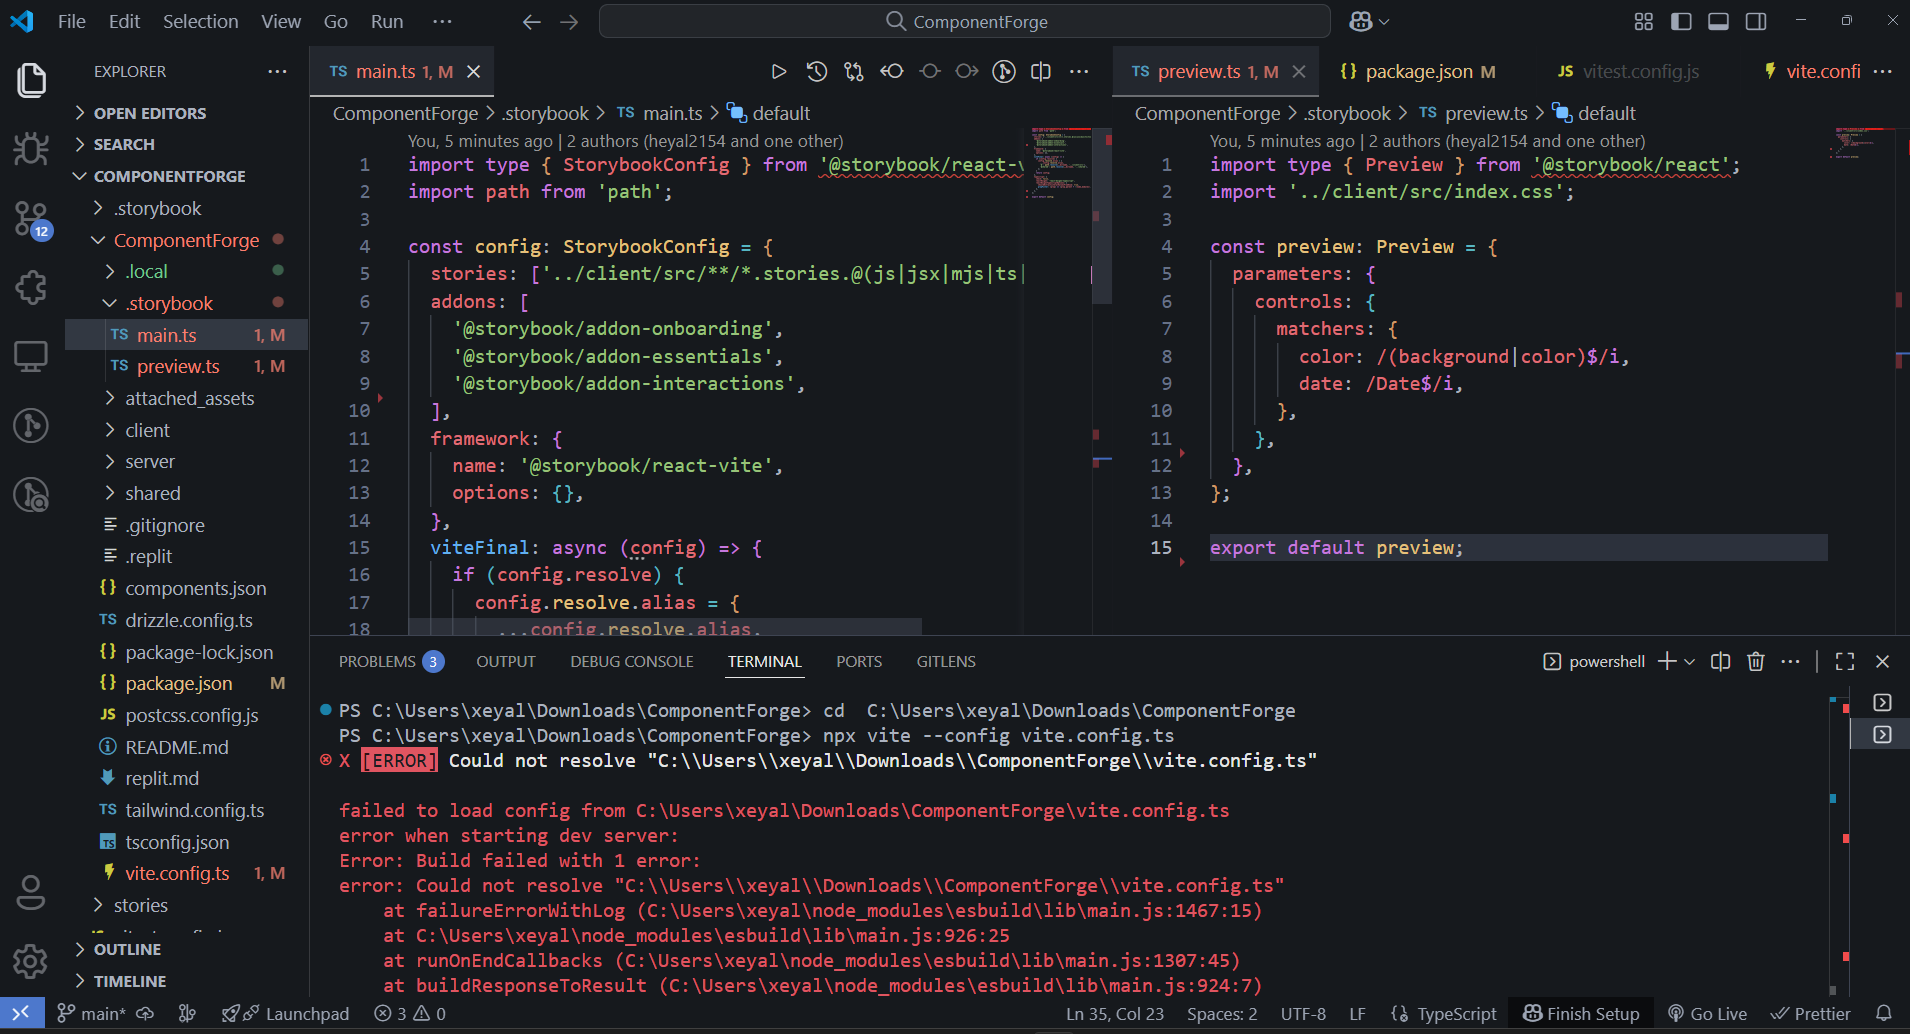 File Edit Selection View Go Run ··· ComponentForge
EXPLORER
OPEN EDITORS
SEARCH
COMPONENTFORGE
.storybook
ComponentForge
.local
.storybook
TS main.ts 1, M
TS preview.ts 1, M
attached_assets
client
server
shared
.gitignore
.replit
{} components.json
TS drizzle.config.ts
{} package-lock.json
{} package.json M
JS postcss.config.js
README.md
replit.md
TS tailwind.config.ts
TS tsconfig.json
vite.config.ts 1, M
stories
OUTLINE
TIMELINE
12
TS main.ts 1, M
ComponentForge > .storybook > TS main.ts > default
You, 5 minutes ago | 2 authors (heyal2154 and one other)
1 import type { StorybookConfig } from '@storybook/react-v
2 import path from 'path';
3
4 const config: StorybookConfig = {
5 stories: ['../client/src/**/*.stories.@(js|jsx|mjs|ts|
6 addons: [
7 '@storybook/addon-onboarding',
8 '@storybook/addon-essentials',
9 '@storybook/addon-interactions',
10 ],
11 framework: {
12 name: '@storybook/react-vite',
13 options: {},
14 },
15 viteFinal: async (config) => {
16 if (config.resolve) {
17 config.resolve.alias = {
18 ...config.resolve.alias,
TS preview.ts 1, M {} package.json M JS vitest.config.js vite.confi
ComponentForge > .storybook > TS preview.ts > default
You, 5 minutes ago | 2 authors (heyal2154 and one other)
1 import type { Preview } from '@storybook/react';
2 import '../client/src/index.css';
3
4 const preview: Preview = {
5 parameters: {
6 controls: {
7 matchers: {
8 color: /(background|color)$/i,
9 date: /Date$/i,
10 },
11 },
12 },
13 };
14
15 export default preview;
PROBLEMS 3 OUTPUT DEBUG CONSOLE TERMINAL PORTS GITLENS powershell
PS C:\Users\xeyal\Downloads\ComponentForge> cd  C:\Users\xeyal\Downloads\ComponentForge
PS C:\Users\xeyal\Downloads\ComponentForge> npx vite --config vite.config.ts
X [ERROR] Could not resolve "C:\\Users\\xeyal\\Downloads\\ComponentForge\\vite.config.ts"
failed to load config from C:\Users\xeyal\Downloads\ComponentForge\vite.config.ts
error when starting dev server:
Error: Build failed with 1 error:
error: Could not resolve "C:\\Users\\xeyal\\Downloads\\ComponentForge\\vite.config.ts"
at failureErrorWithLog (C:\Users\xeyal\node_modules\esbuild\lib\main.js:1467:15)
at C:\Users\xeyal\node_modules\esbuild\lib\main.js:926:25
at runOnEndCallbacks (C:\Users\xeyal\node_modules\esbuild\lib\main.js:1307:45)
at buildResponseToResult (C:\Users\xeyal\node_modules\esbuild\lib\main.js:924:7)
main* Launchpad 3 0 Ln 35, Col 23 Spaces: 2 UTF-8 LF TypeScript Finish Setup Go Live Prettier